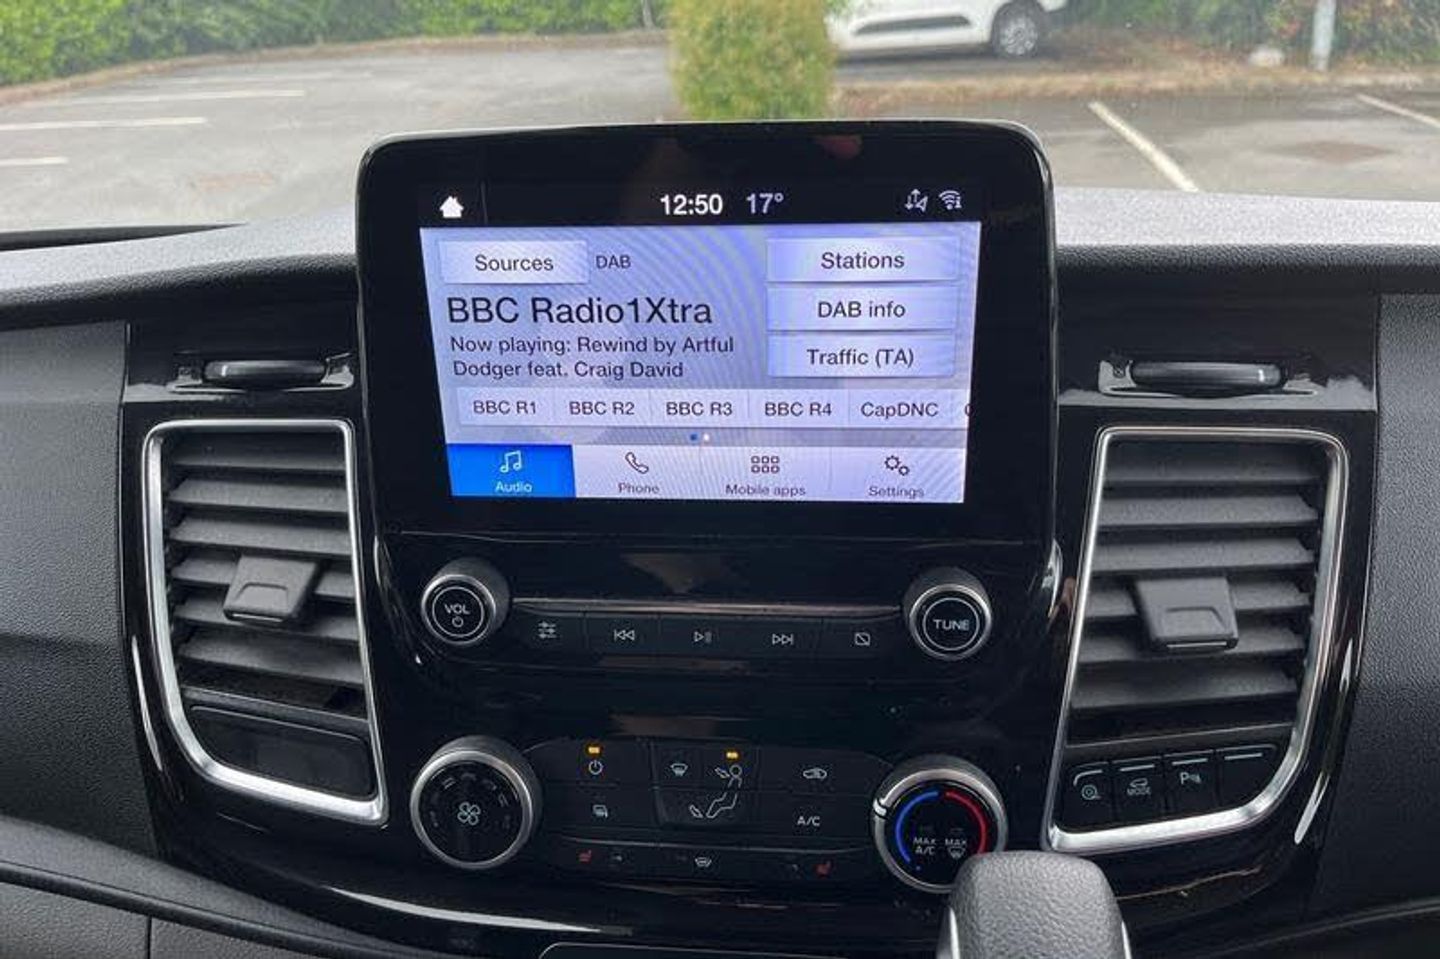 12:50 17°
Sources DAB Stations
BBC Radio1Xtra
DAB info
Now playing: Rewind by Artful
Dodger feat. Craig David
Traffic (TA)
BBC R1 BBC R2 BBC R3 BBC R4 CapDNC
Audio Phone Mobile apps Settings
VOL
TUNE
A/C
MAX A/C MAX
MODE
P